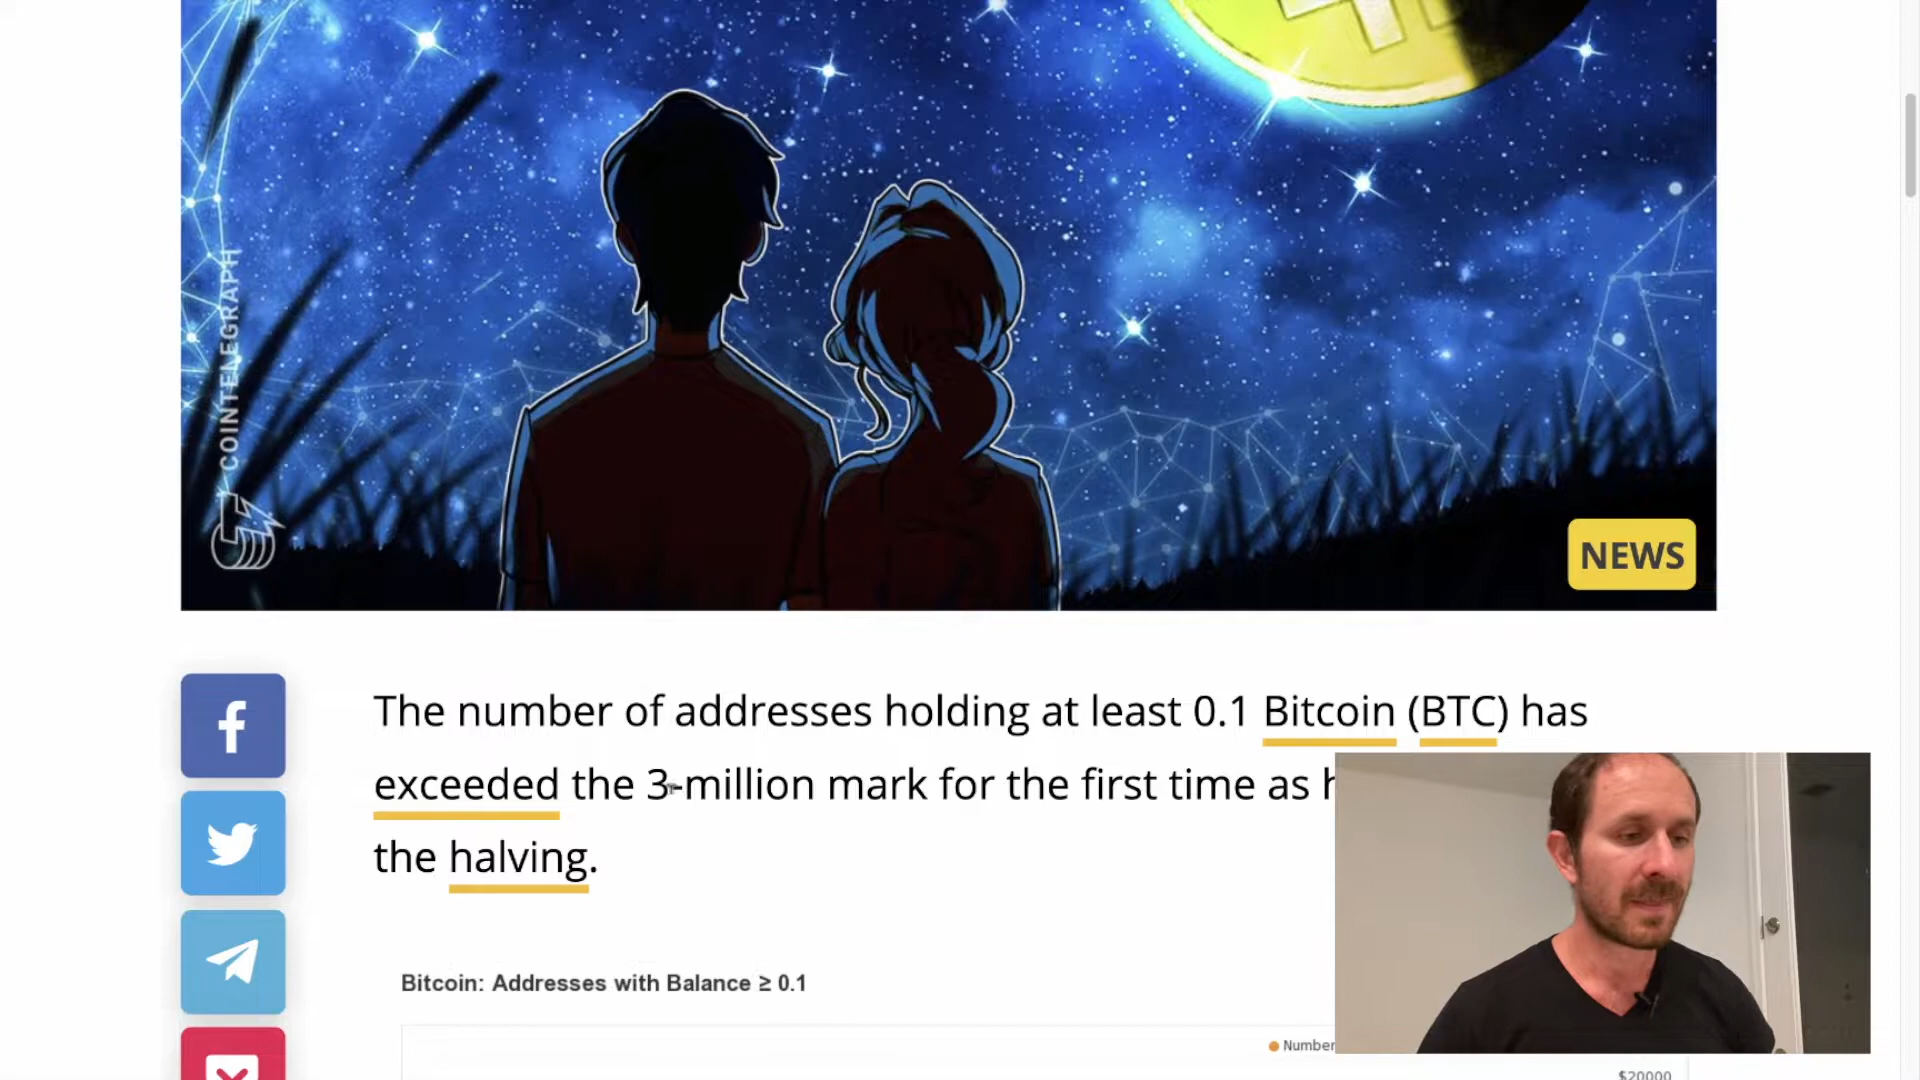 COINTELEGRAPH
NEWS
The number of addresses holding at least 0.1 Bitcoin (BTC) has
exceeded the 3-million mark for the first time as
the halving.
Bitcoin: Addresses with Balance ≥ 0.1
Number
$20000